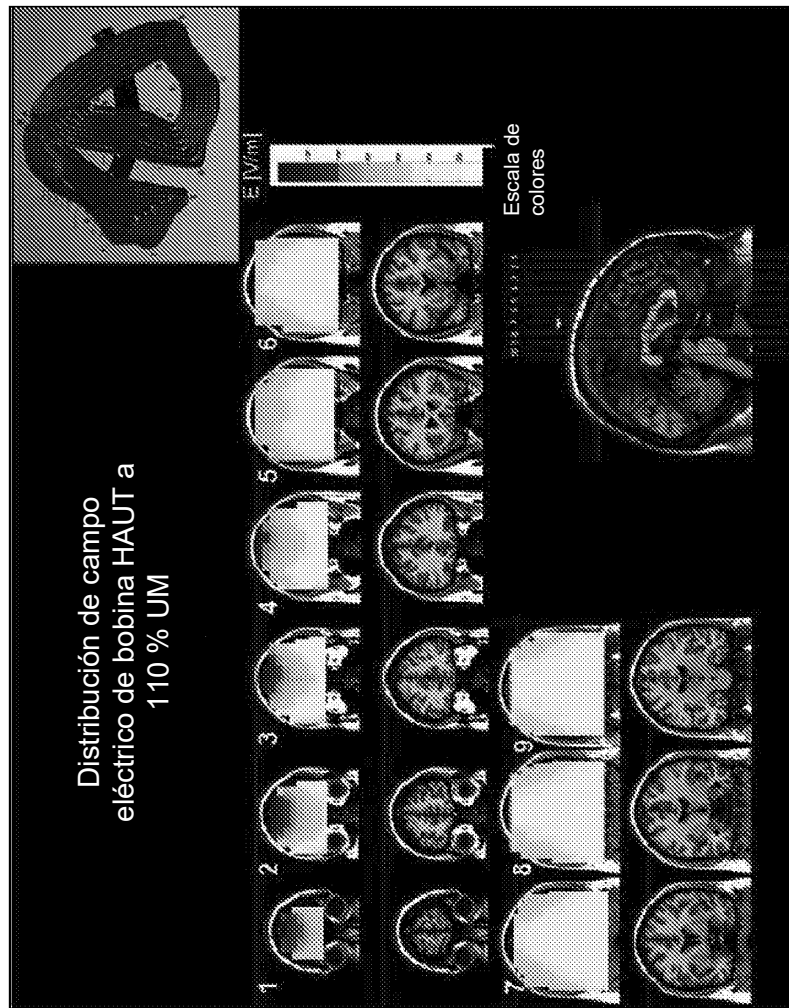 Distribución de campo
eléctrico de bobina HAUT a
110 % UM
E [V/m]
1
2
3
4
5
6
Escala de
colores
7
8
9